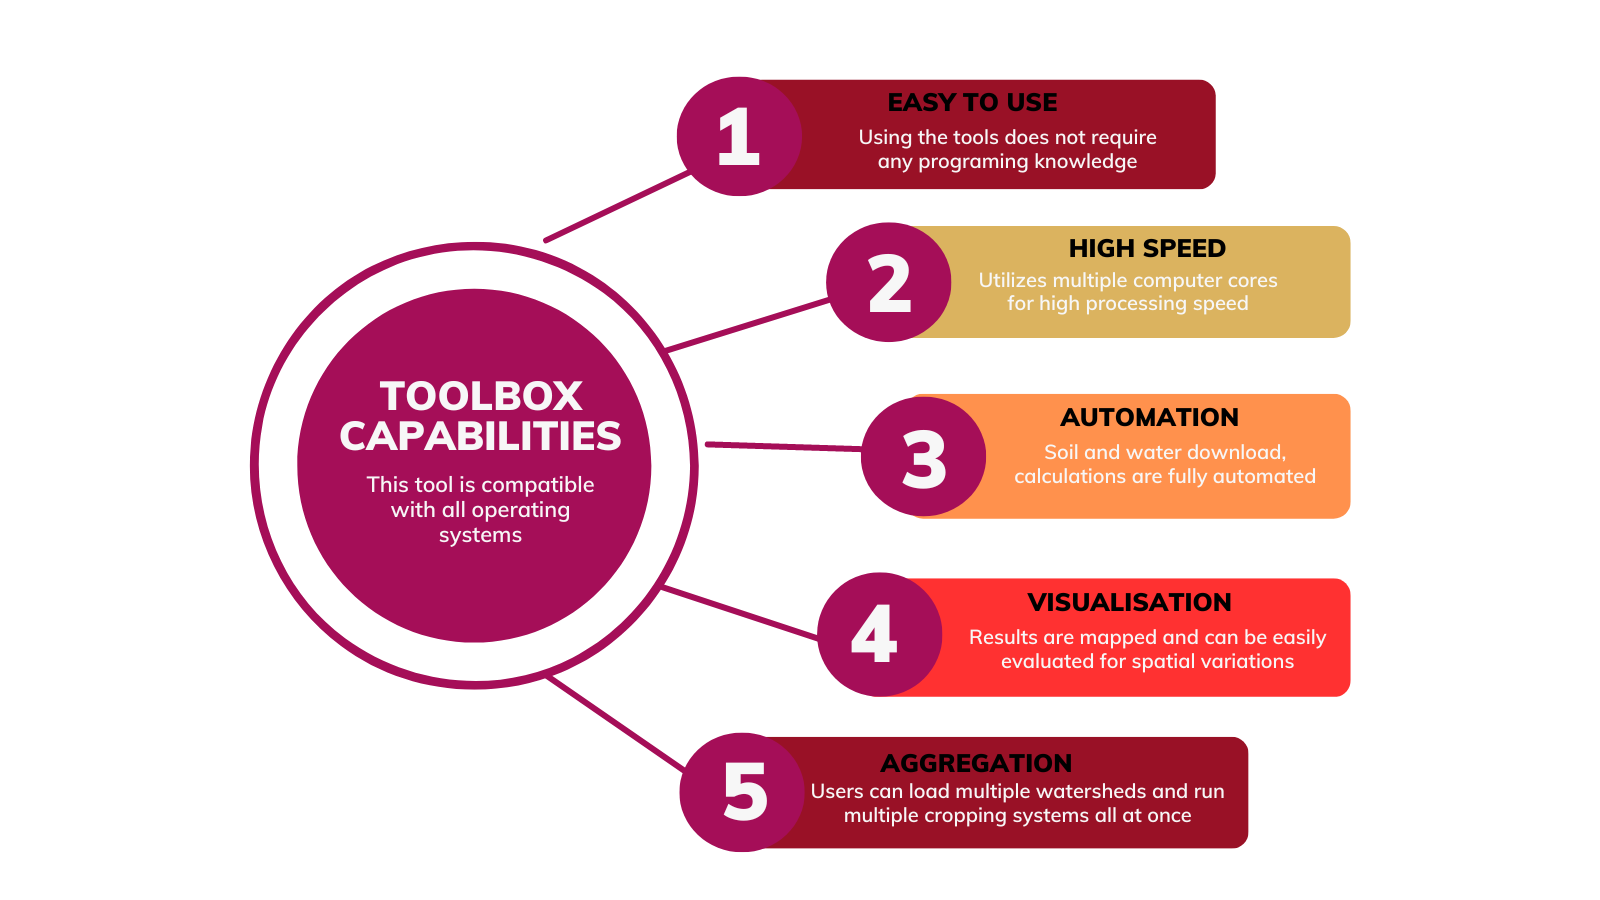 TOOLBOX
CAPABILITIES
This tool is compatible
with all operating
systems
1
EASY TO USE
Using the tools does not require
any programing knowledge
2
HIGH SPEED
Utilizes multiple computer cores
for high processing speed
3
AUTOMATION
Soil and water download,
calculations are fully automated
4
VISUALISATION
Results are mapped and can be easily
evaluated for spatial variations
5
AGGREGATION
Users can load multiple watersheds and run
multiple cropping systems all at once